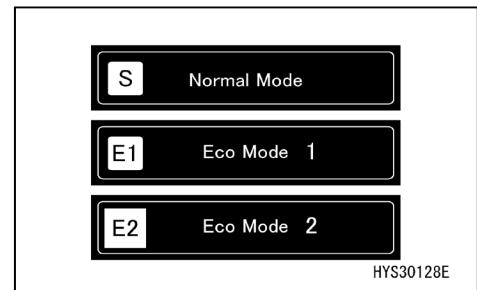 S Normal Mode
E1 Eco Mode 1
E2 Eco Mode 2
HYS30128E